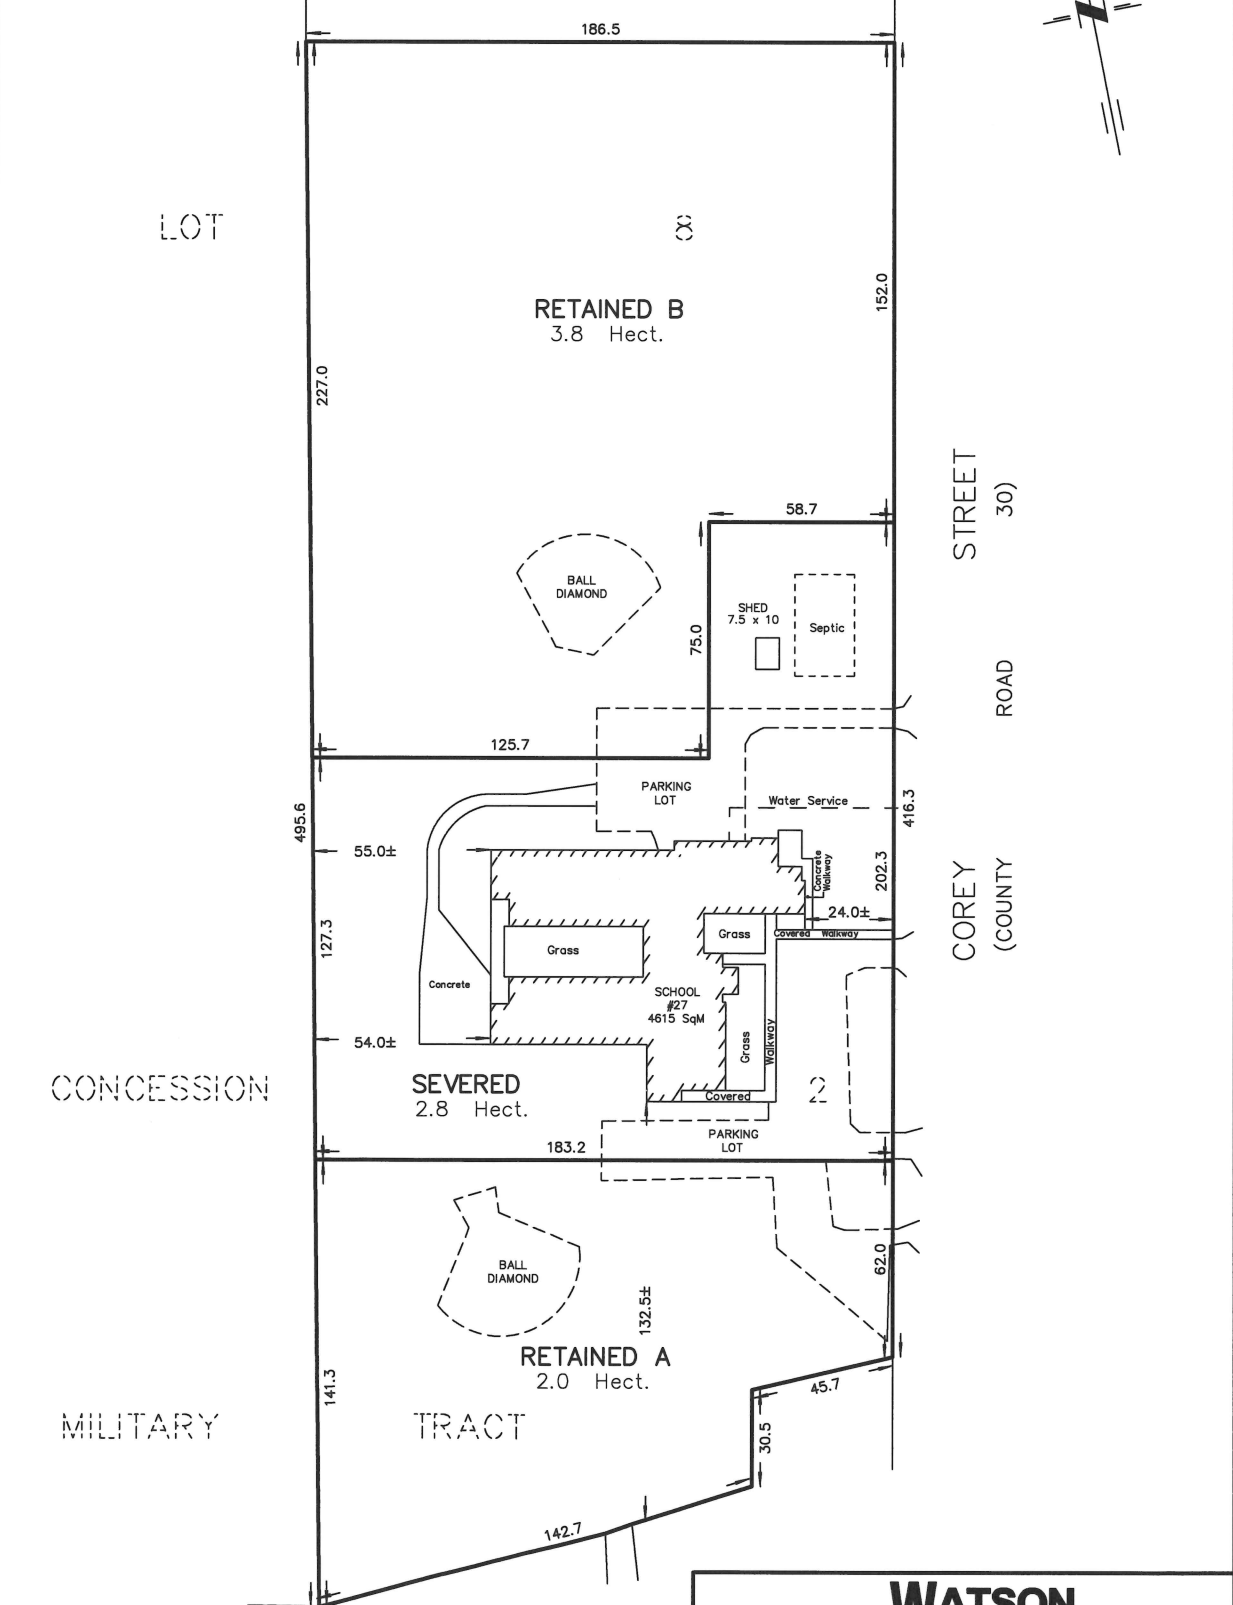 186.5
N
LOT
8
RETAINED B
3.8 Hect.
152.0
227.0
STREET
30)
58.7
BALL
DIAMOND
SHED
7.5 x 10
Septic
75.0
ROAD
125.7
PARKING
LOT
Water Service
416.3
495.6
55.0±
Concrete
Walkway
202.3
COREY
(COUNTY
24.0±
127.3
Grass
Grass
Covered Walkway
Concrete
SCHOOL
#27
4615 SqM
54.0±
Grass
Walkway
CONCESSION
SEVERED
2.8 Hect.
Covered
2
183.2
PARKING
LOT
BALL
DIAMOND
62.0
132.5±
RETAINED A
2.0 Hect.
141.3
45.7
MILITARY
TRACT
30.5
142.7
WATSON